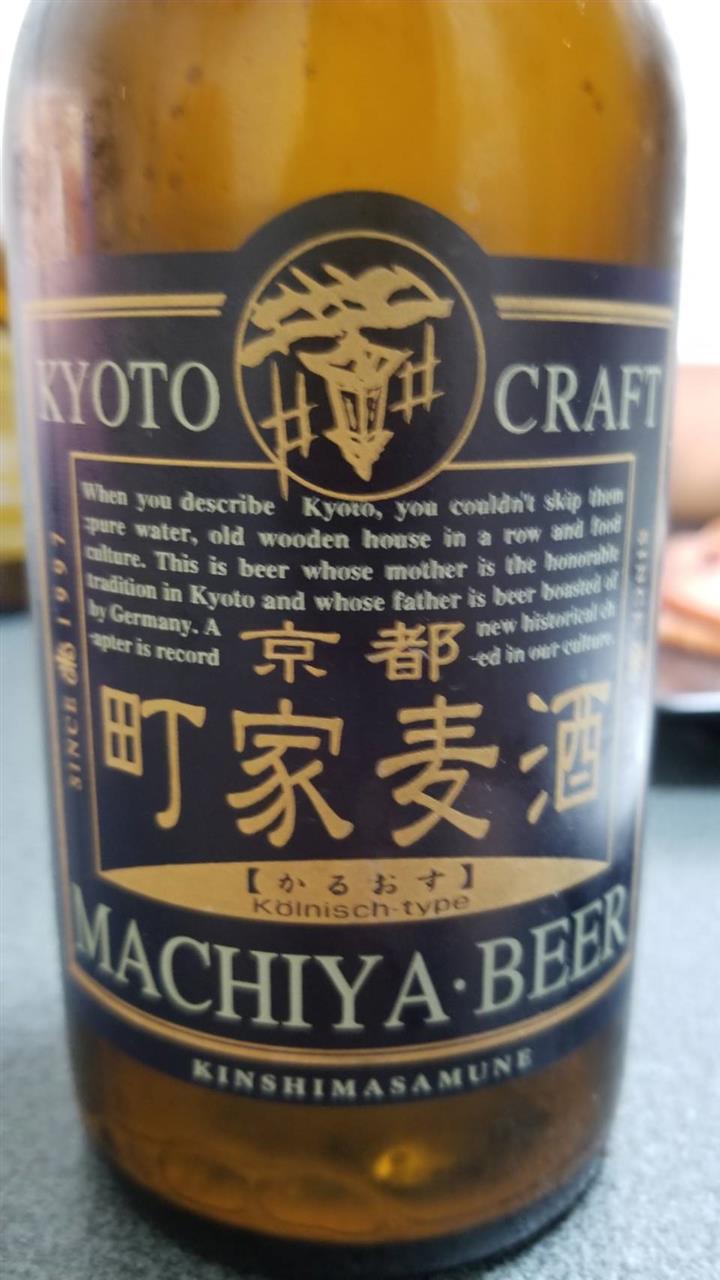 KYOTO CRAFT
When you describe Kyoto, you couldn't skip them
:pure water, old wooden house in a row and food
culture. This is beer whose mother is the honorable
tradition in Kyoto and whose father is beer boasted of
by Germany. A new historical ch
-apter is record -ed in our culture.
SINCE 1997
京都
町家麦酒
【かるおす】
Kölnisch-type
MACHIYA·BEER
KINSHIMASAMUNE